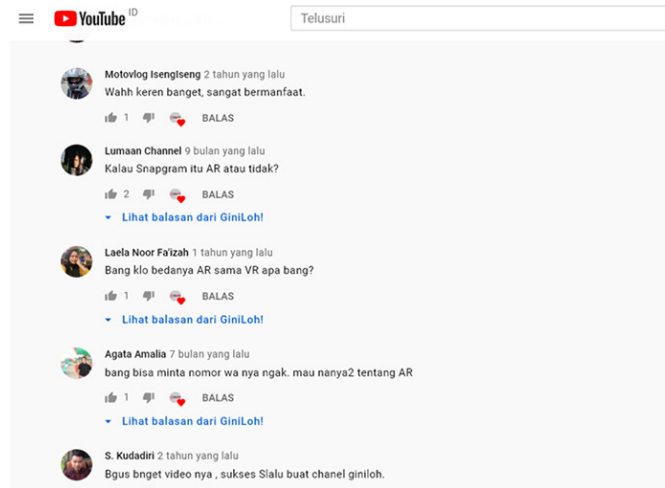 YouTube ID
Telusuri
Motovlog IsengIseng 2 tahun yang lalu
Wahh keren banget, sangat bermanfaat.
1 BALAS
Lumaan Channel 9 bulan yang lalu
Kalau Snapgram itu AR atau tidak?
2 BALAS
Lihat balasan dari GiniLoh!
Laela Noor Fa'izah 1 tahun yang lalu
Bang klo bedanya AR sama VR apa bang?
1 BALAS
Lihat balasan dari GiniLoh!
Agata Amalia 7 bulan yang lalu
bang bisa minta nomor wa nya ngak. mau nanya2 tentang AR
1 BALAS
Lihat balasan dari GiniLoh!
S. Kudadiri 2 tahun yang lalu
Bgus bnget video nya , sukses Slalu buat chanel giniloh.